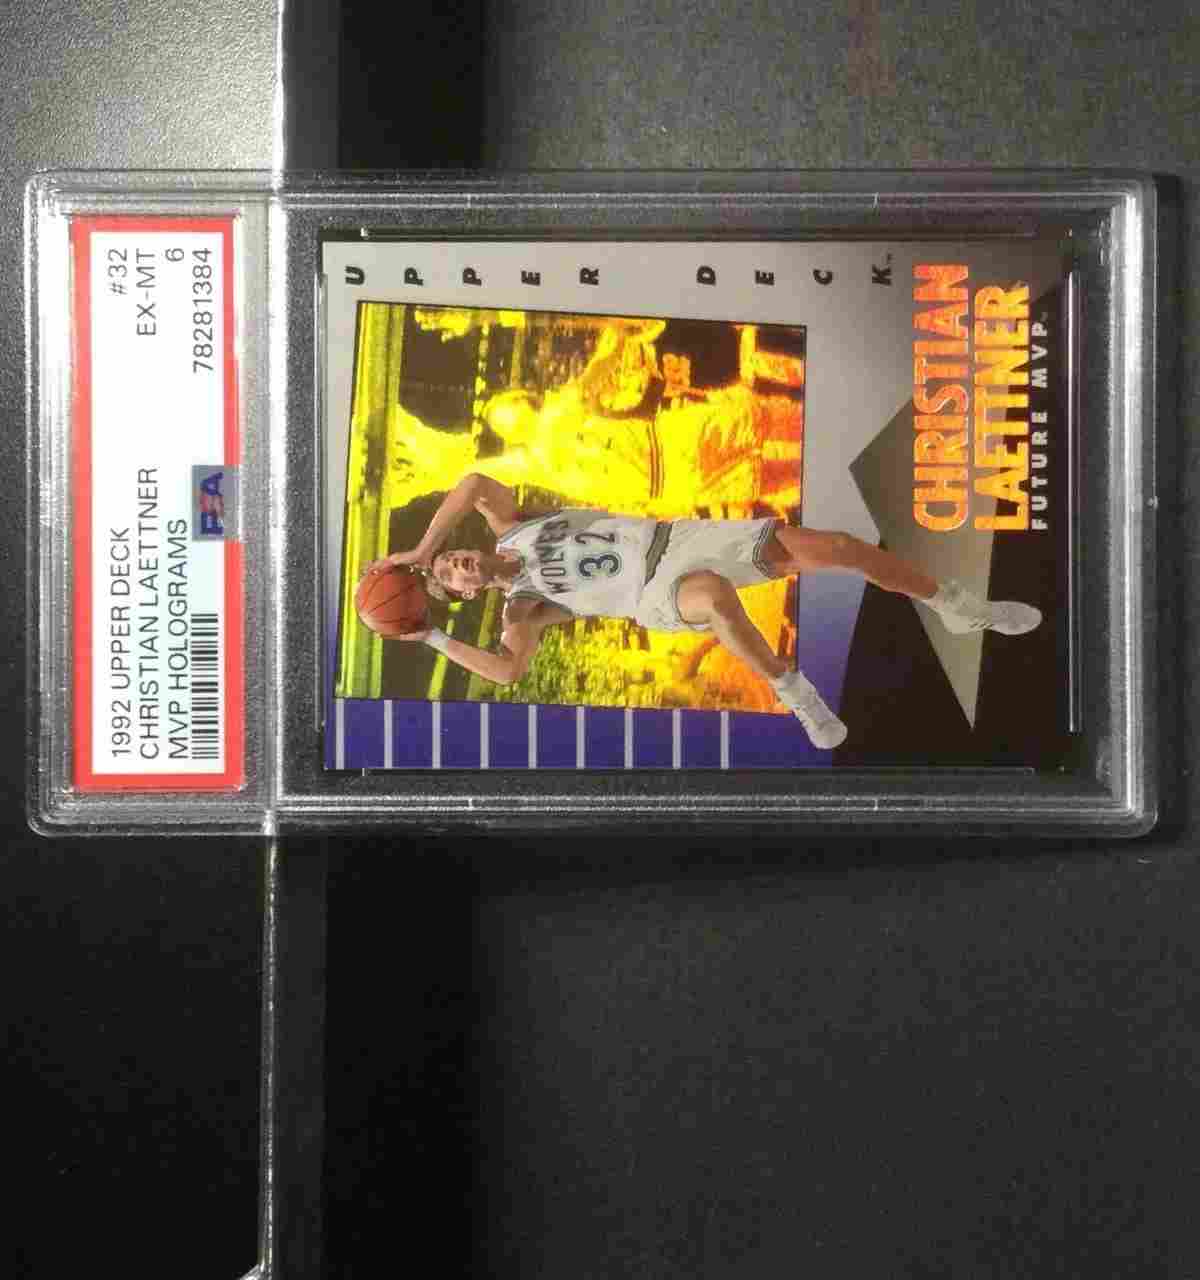 1992 UPPER DECK #32
CHRISTIAN LAETTNER EX-MT
MVP HOLOGRAMS 6
PSA 78281384
UPPER DECK
WOLVES
32
CHRISTIAN
LAETTNER
FUTURE MVP™